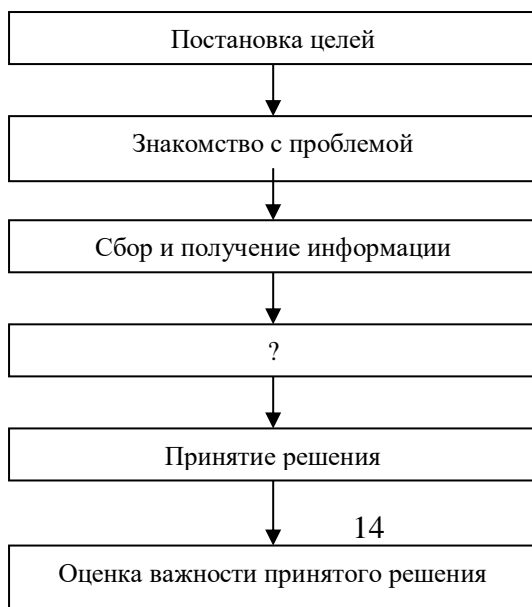 Постановка целей
Знакомство с проблемой
Сбор и получение информации
?
Принятие решения
14
Оценка важности принятого решения